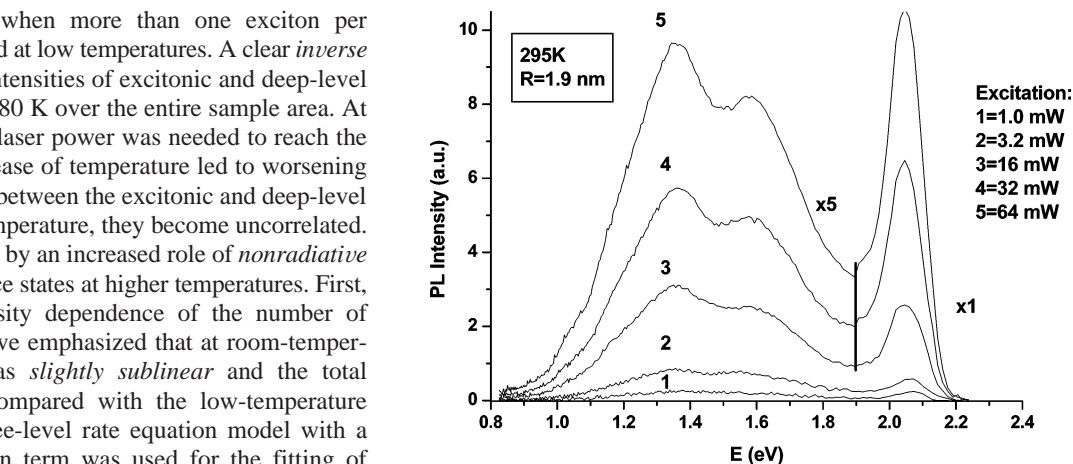 when more than one exciton per
d at low temperatures. A clear inverse
ntensities of excitonic and deep-level
80 K over the entire sample area. At
laser power was needed to reach the
ease of temperature led to worsening
between the excitonic and deep-level
mperature, they become uncorrelated.
by an increased role of nonradiative
ce states at higher temperatures. First,
sity dependence of the number of
ve emphasized that at room-temper-
as slightly sublinear and the total
ompared with the low-temperature
ee-level rate equation model with a
n term was used for the fitting of
PL Intensity (a.u.)
10
8
6
4
2
0
295K
R=1.9 nm
5
4
3
2
1
x5
x1
Excitation:
1=1.0 mW
2=3.2 mW
3=16 mW
4=32 mW
5=64 mW
0.8 1.0 1.2 1.4 1.6 1.8 2.0 2.2 2.4
E (eV)